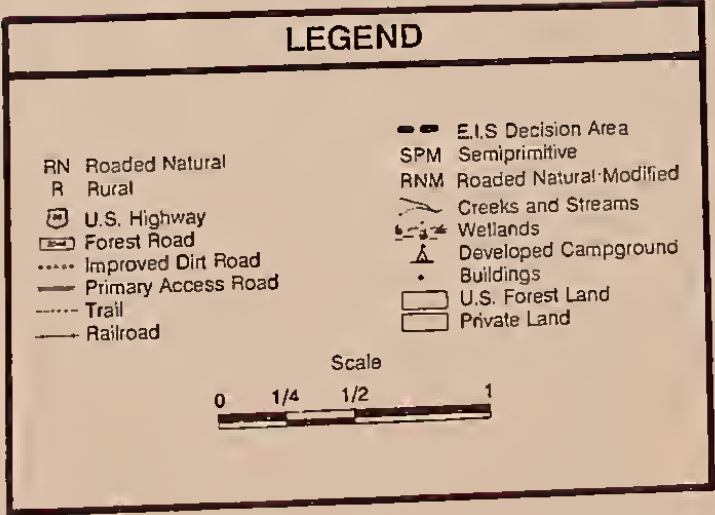 LEGEND
RN Roaded Natural
R Rural
U.S. Highway
Forest Road
Improved Dirt Road
Primary Access Road
Trail
Railroad
E.I.S Decision Area
SPM Semiprimitive
RNM Roaded Natural-Modified
Creeks and Streams
Wetlands
Developed Campground
Buildings
U.S. Forest Land
Private Land
Scale
0 1/4 1/2 1